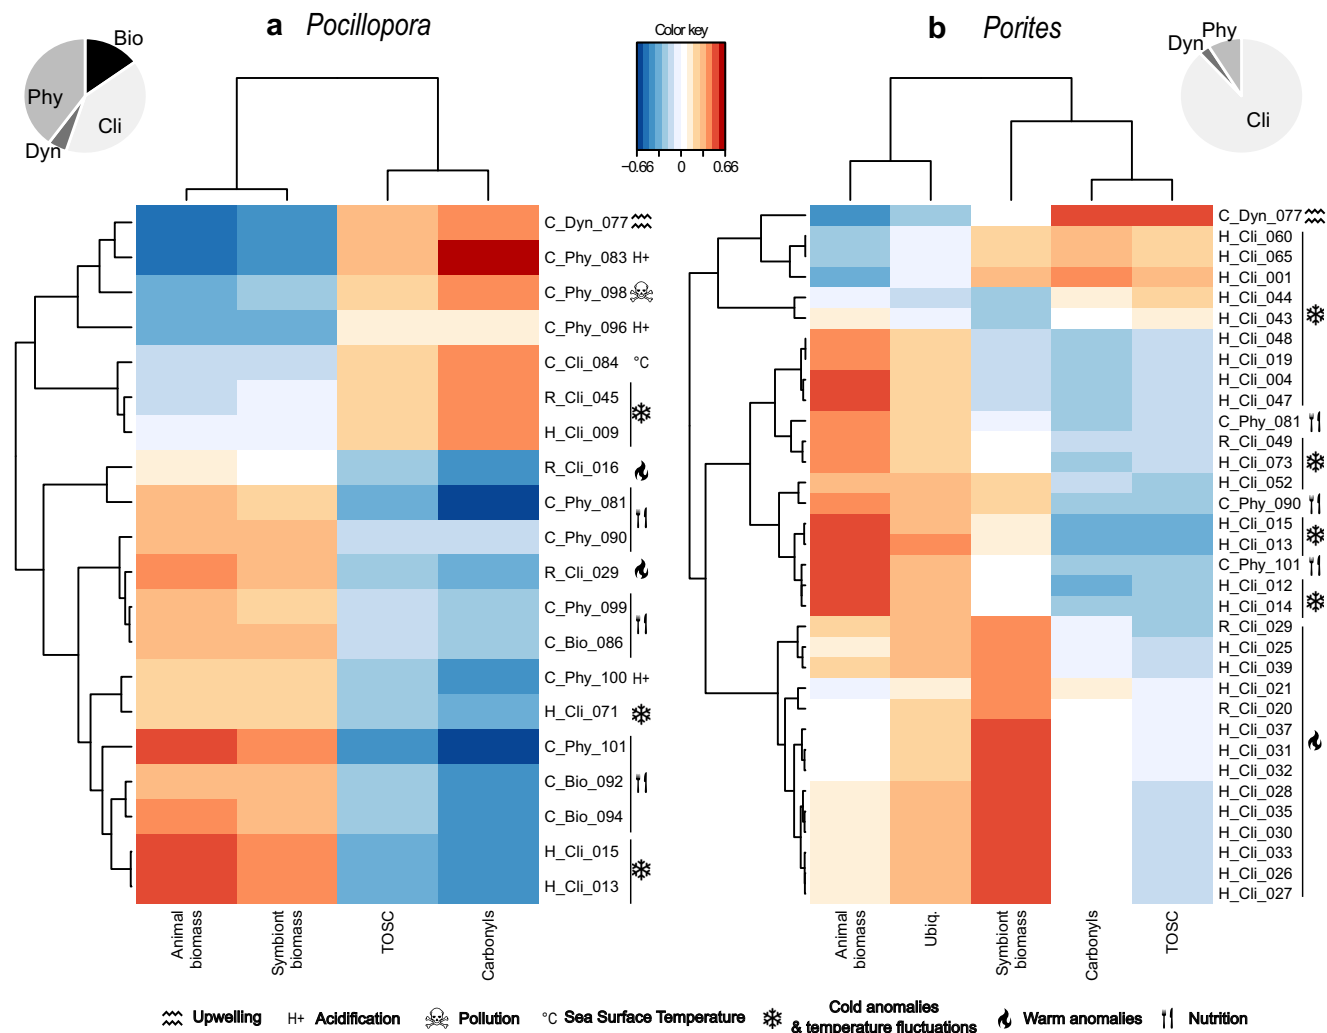 a Pocillopora
Bio
Phy
Cli
Dyn
Color key
−0.66 0 0.66
b Porites
Phy
Dyn
Cli
C_Dyn_077
C_Phy_083 H+
C_Phy_098
C_Phy_096 H+
C_Cli_084 °C
R_Cli_045
H_Cli_009
R_Cli_016
C_Phy_081
C_Phy_090
R_Cli_029
C_Phy_099
C_Bio_086
C_Phy_100 H+
H_Cli_071
C_Phy_101
C_Bio_092
C_Bio_094
H_Cli_015
H_Cli_013
Animal
biomass
Symbiont
biomass
TOSC
Carbonyls
C_Dyn_077
H_Cli_060
H_Cli_065
H_Cli_001
H_Cli_044
H_Cli_043
H_Cli_048
H_Cli_019
H_Cli_004
H_Cli_047
C_Phy_081
R_Cli_049
H_Cli_073
H_Cli_052
C_Phy_090
H_Cli_015
H_Cli_013
C_Phy_101
H_Cli_012
H_Cli_014
R_Cli_029
H_Cli_025
H_Cli_039
H_Cli_021
R_Cli_020
H_Cli_037
H_Cli_031
H_Cli_032
H_Cli_028
H_Cli_035
H_Cli_030
H_Cli_033
H_Cli_026
H_Cli_027
Animal
biomass
Ubiq.
Symbiont
biomass
Carbonyls
TOSC
Upwelling
H+ Acidification
Pollution
°C Sea Surface Temperature
Cold anomalies
& temperature fluctuations
Warm anomalies
Nutrition